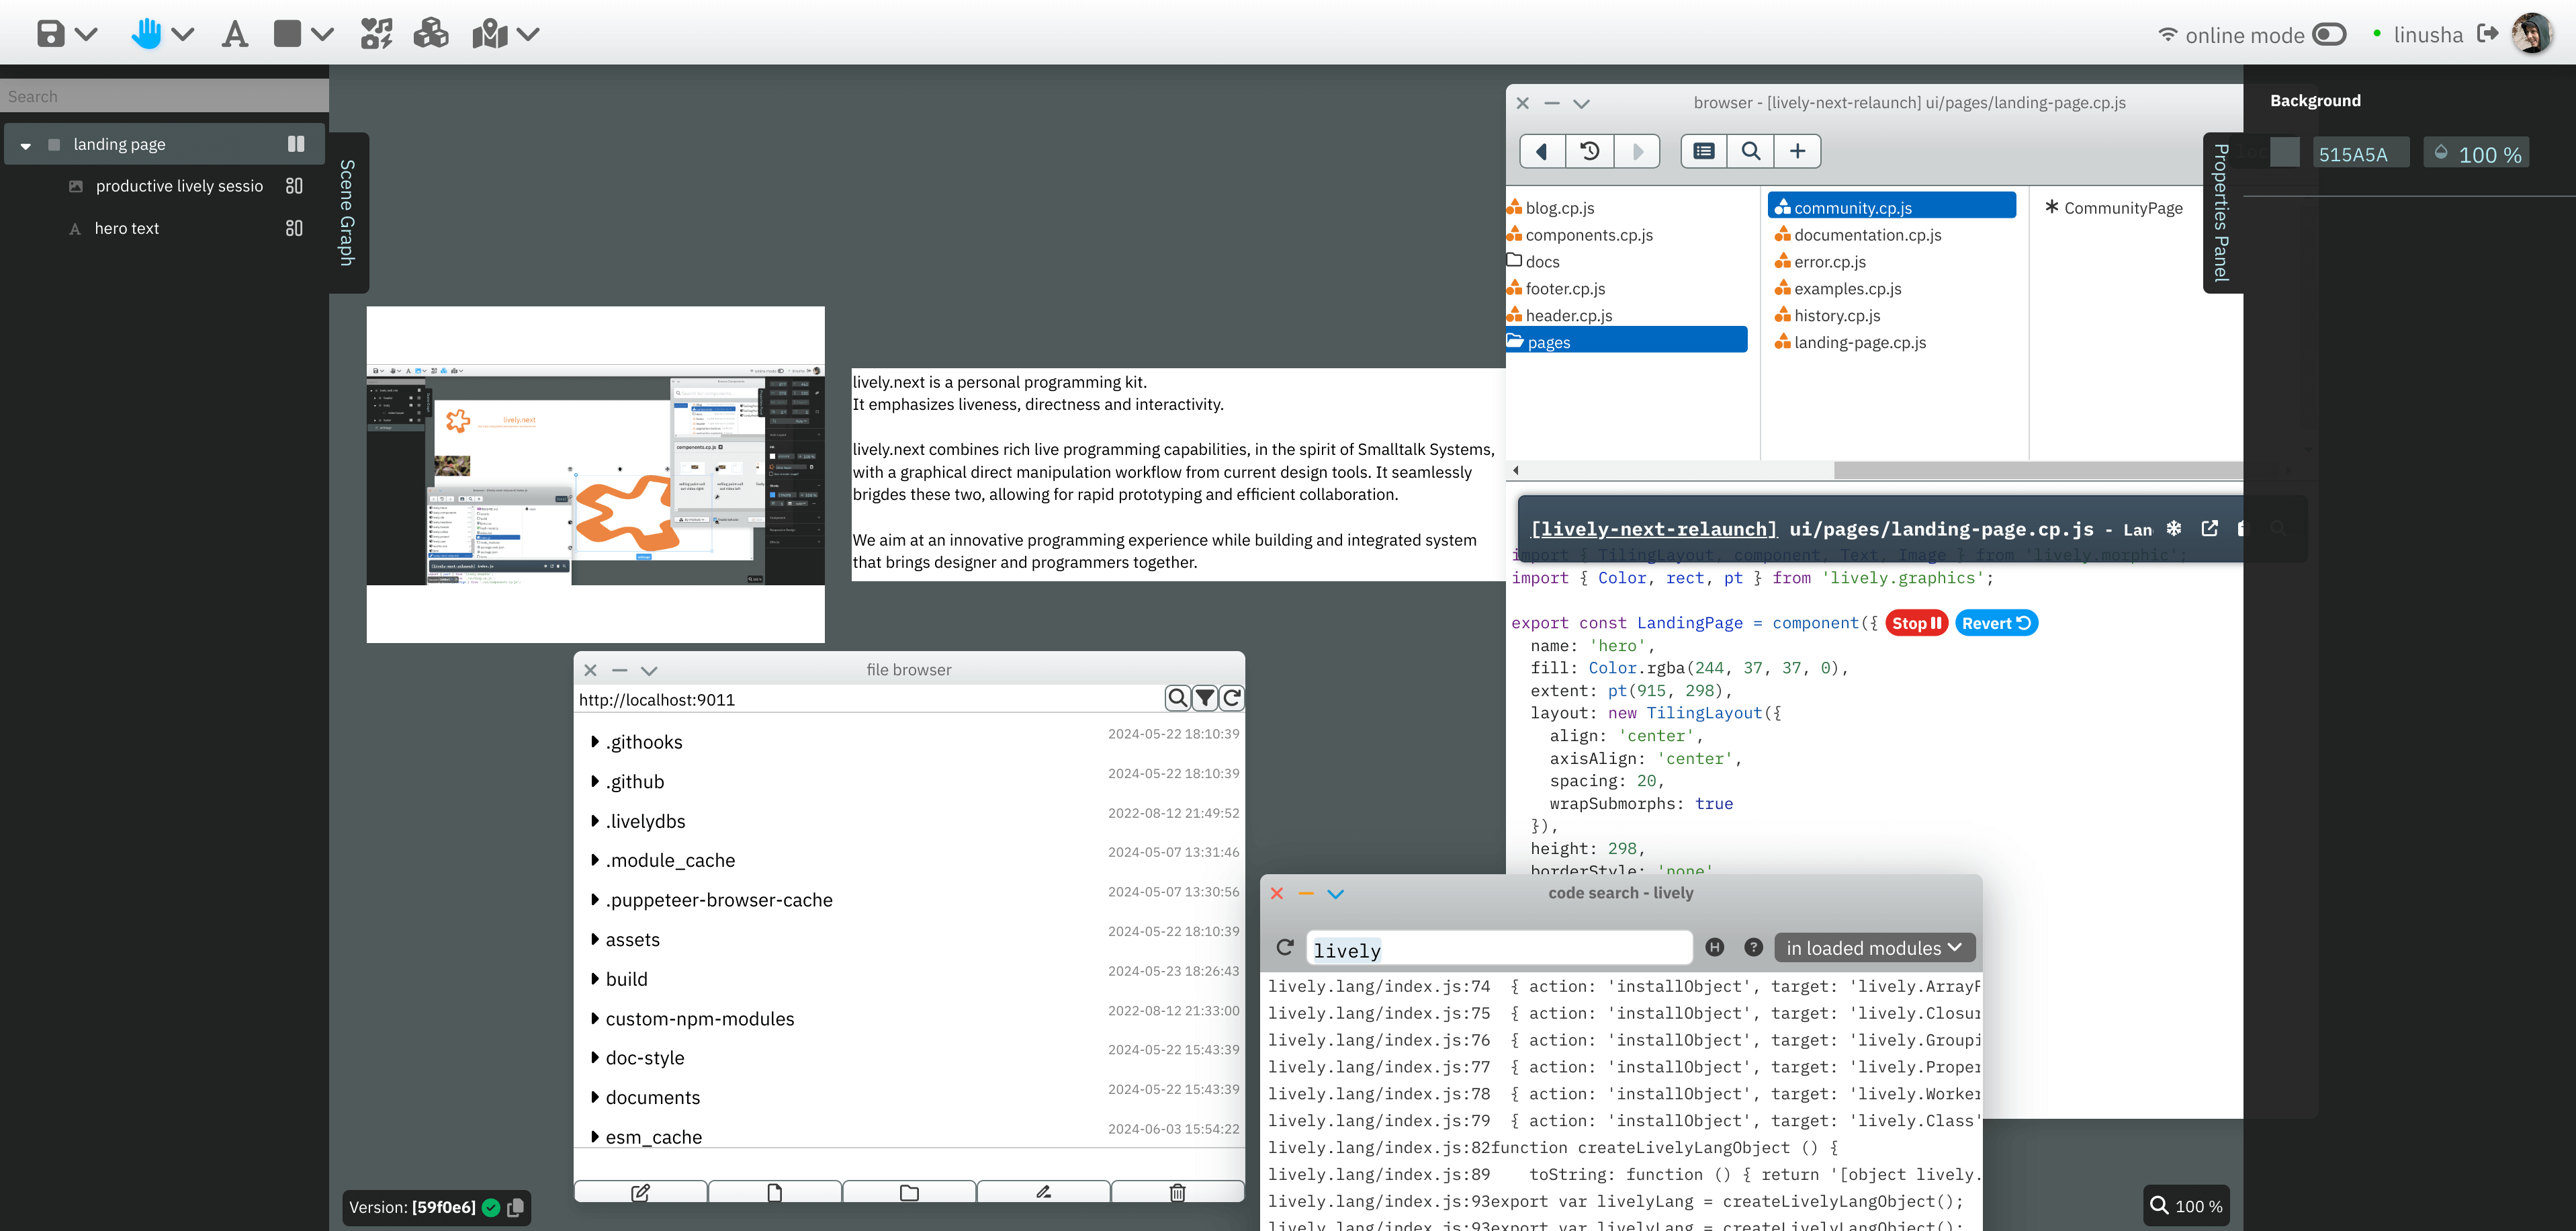 online mode
linusha
Search
landing page
productive lively sessio
hero text
Scene Graph
lively.next
lively.next is a personal programming kit.
It emphasizes liveness, directness and interactivity.
lively.next combines rich live programming capabilities, in the spirit of Smalltalk Systems,
with a graphical direct manipulation workflow from current design tools. It seamlessly
brigdes these two, allowing for rapid prototyping and efficient collaboration.
We aim at an innovative programming experience while building and integrated system
that brings designer and programmers together.
file browser
http://localhost:9011
.githooks 2024-05-22 18:10:39
.github 2024-05-22 18:10:39
.livelydbs 2022-08-12 21:49:52
.module_cache 2024-05-07 13:31:46
.puppeteer-browser-cache 2024-05-07 13:30:56
assets 2024-05-22 18:10:39
build 2024-05-23 18:26:43
custom-npm-modules 2022-08-12 21:33:00
doc-style 2024-05-22 15:43:39
documents 2024-05-22 15:43:39
esm_cache 2024-06-03 15:54:22
Version: [59f0e6]
browser - [lively-next-relaunch] ui/pages/landing-page.cp.js
blog.cp.js
components.cp.js
docs
footer.cp.js
header.cp.js
pages
community.cp.js
documentation.cp.js
error.cp.js
examples.cp.js
history.cp.js
landing-page.cp.js
CommunityPage
[lively-next-relaunch] ui/pages/landing-page.cp.js - Lan
import { TilingLayout, component, Text, Image } from 'lively.morphic';
import { Color, rect, pt } from 'lively.graphics';
export const LandingPage = component({ Stop Revert
name: 'hero',
fill: Color.rgba(244, 37, 37, 0),
extent: pt(915, 298),
layout: new TilingLayout({
align: 'center',
axisAlign: 'center',
spacing: 20,
wrapSubmorphs: true
}),
height: 298,
borderStyle: 'none'
code search - lively
lively
H
?
in loaded modules
lively.lang/index.js:74 { action: 'installObject', target: 'lively.Array
lively.lang/index.js:75 { action: 'installObject', target: 'lively.Closu
lively.lang/index.js:76 { action: 'installObject', target: 'lively.Groupi
lively.lang/index.js:77 { action: 'installObject', target: 'lively.Proper
lively.lang/index.js:78 { action: 'installObject', target: 'lively.Worker
lively.lang/index.js:79 { action: 'installObject', target: 'lively.Class'
lively.lang/index.js:82function createLivelyLangObject () {
lively.lang/index.js:89 toString: function () { return '[object lively.
lively.lang/index.js:93export var livelyLang = createLivelyLangObject();
lively.lang/index.js:93export var livelyLang = createLivelyLangObject();
Properties Panel
Background
515A5A
100 %
100 %